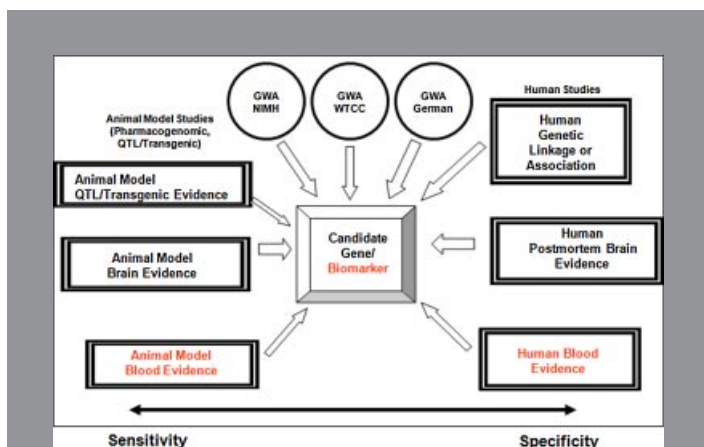 GWA
NIMH
GWA
WTCC
GWA
German
Animal Model Studies
(Pharmacogenomic,
QTL/Transgenic)
Human Studies
Human
Genetic
Linkage or
Association
Animal Model
QTL/Transgenic Evidence
Candidate
Gene/
Biomarker
Animal Model
Brain Evidence
Human
Postmortem Brain
Evidence
Animal Model
Blood Evidence
Human Blood
Evidence
Sensitivity
Specificity